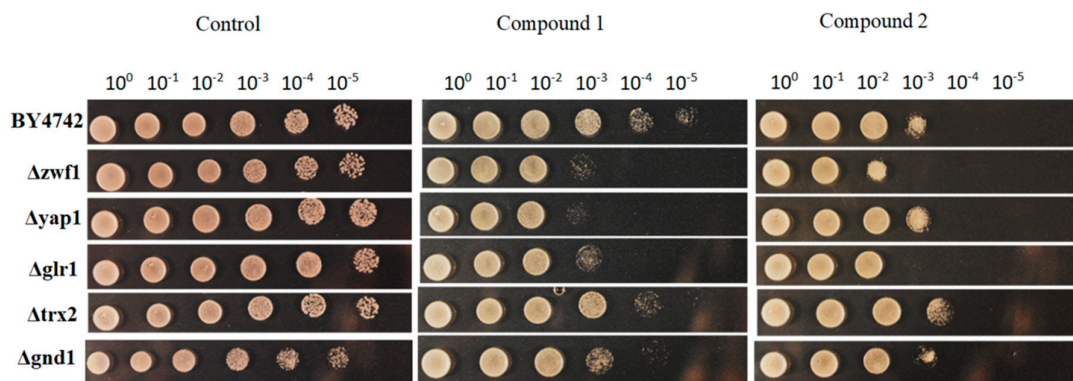 Control Compound 1 Compound 2
10⁰ 10⁻¹ 10⁻² 10⁻³ 10⁻⁴ 10⁻⁵ 10⁰ 10⁻¹ 10⁻² 10⁻³ 10⁻⁴ 10⁻⁵ 10⁰ 10⁻¹ 10⁻² 10⁻³ 10⁻⁴ 10⁻⁵
BY4742
Δzwf1
Δyap1
Δglr1
Δtrx2
Δgnd1